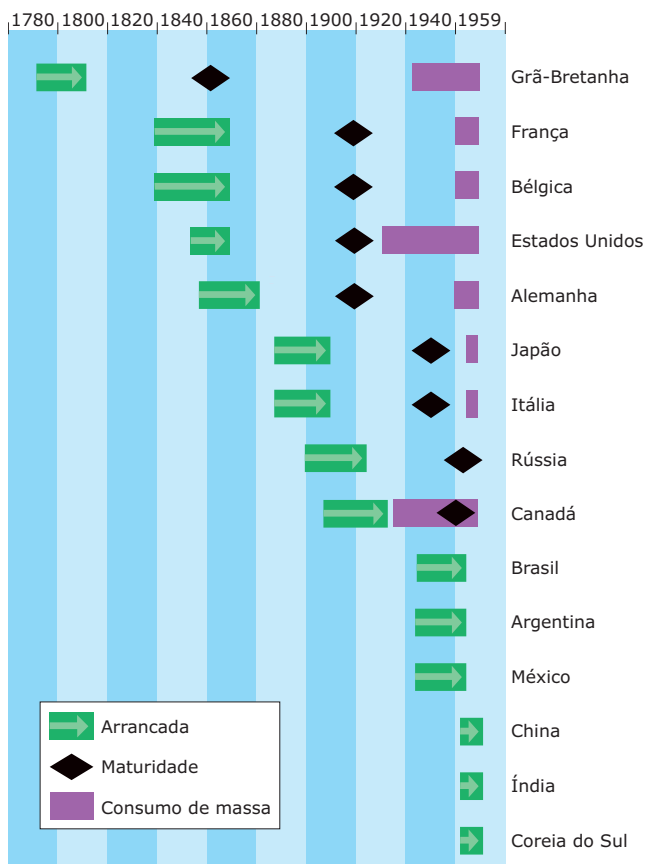 1780 1800 1820 1840 1860 1880 1900 1920 1940 1959
Grã-Bretanha
França
Bélgica
Estados Unidos
Alemanha
Japão
Itália
Rússia
Canadá
Brasil
Argentina
México
China
Índia
Coreia do Sul
Arrancada
Maturidade
Consumo de massa